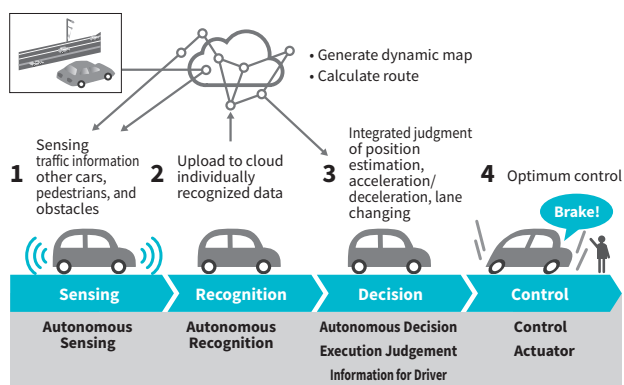 • Generate dynamic map
• Calculate route
1
Sensing
traffic information
other cars,
pedestrians, and
obstacles
2
Upload to cloud
individually
recognized data
3
Integrated judgment
of position
estimation,
acceleration/
deceleration, lane
changing
4
Optimum control
Brake!
Sensing
Recognition
Decision
Control
Autonomous
Sensing
Autonomous
Recognition
Autonomous Decision
Execution Judgement
Information for Driver
Control
Actuator